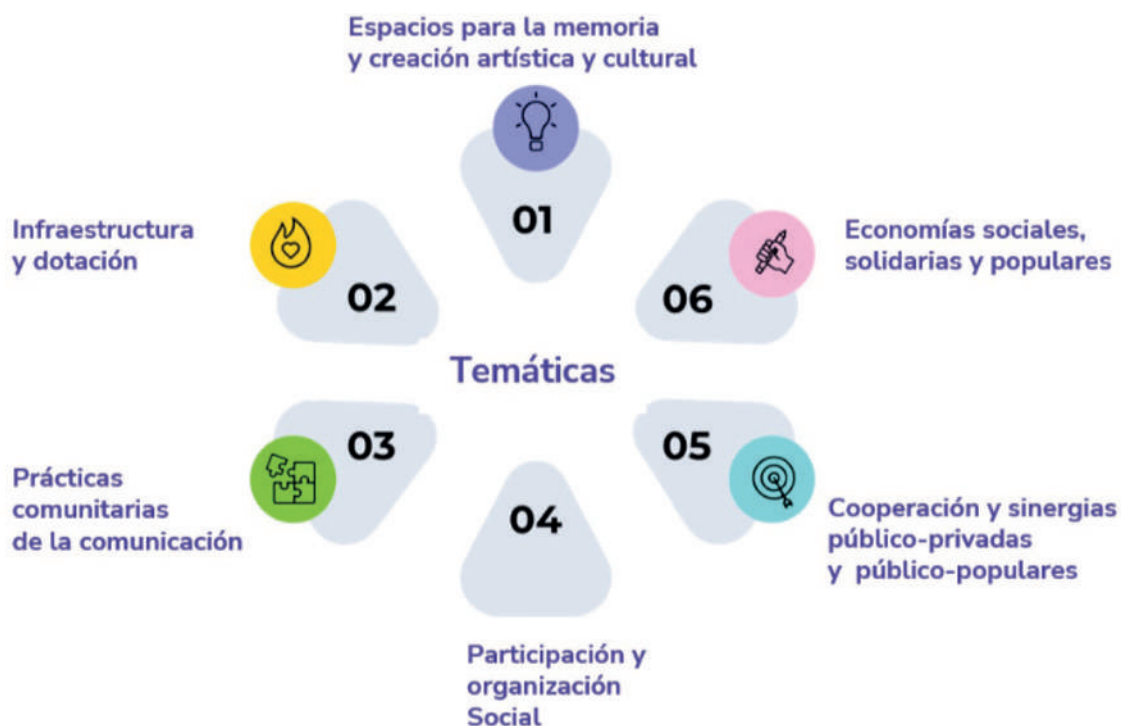 Espacios para la memoria
y creación artística y cultural
01
Infraestructura
y dotación
02
06
Economías sociales,
solidarias y populares
Temáticas
03
Prácticas
comunitarias
de la comunicación
05
Cooperación y sinergias
público-privadas
y público-populares
04
Participación y
organización
Social